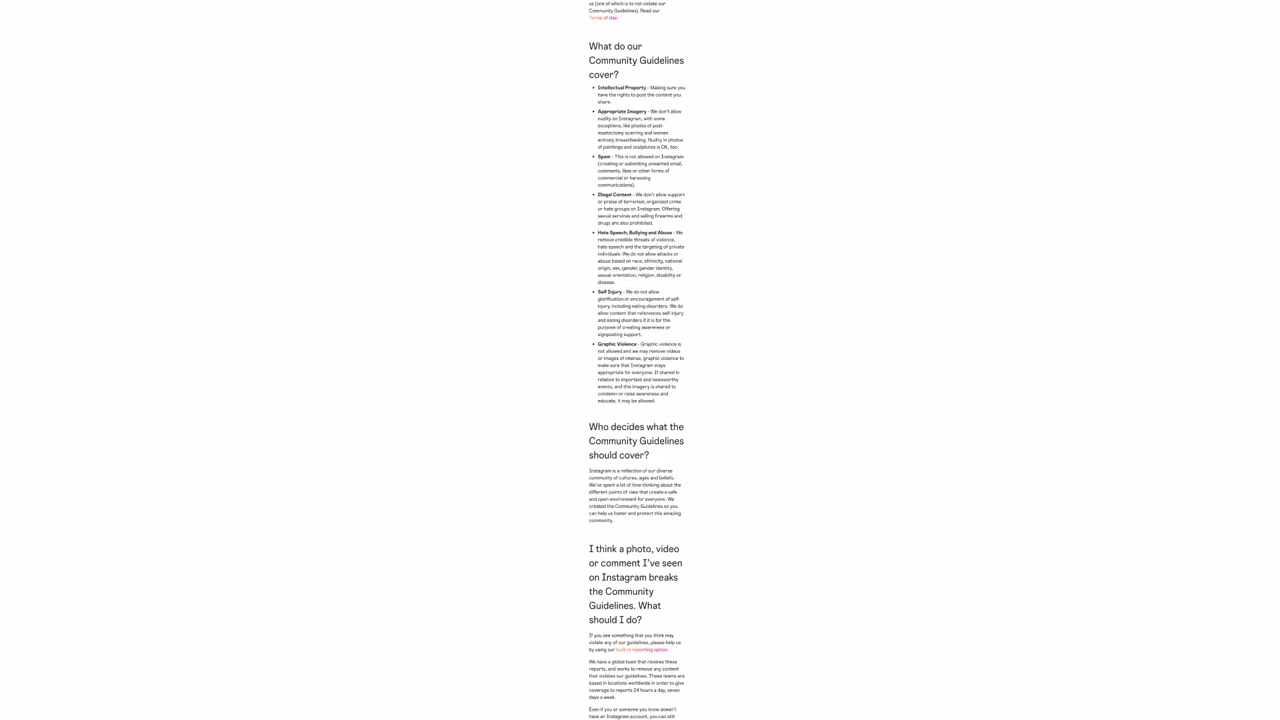 us (one of which is to not violate our
Community Guidelines). Read our
Terms of Use.
What do our
Community Guidelines
cover?
• Intellectual Property - Making sure you
have the rights to post the content you
share.
• Appropriate Imagery - We don't allow
nudity on Instagram, with some
exceptions, like photos of post-
mastectomy scarring and women
actively breastfeeding. Nudity in photos
of paintings and sculptures is OK, too.
• Spam - This is not allowed on Instagram
(creating or submitting unwanted email,
comments, likes or other forms of
commercial or harassing
communications).
• Illegal Content - We don't allow support
or praise of terrorism, organized crime
or hate groups on Instagram. Offering
sexual services and selling firearms and
drugs are also prohibited.
• Hate Speech, Bullying and Abuse - We
remove credible threats of violence,
hate speech and the targeting of private
individuals. We do not allow attacks or
abuse based on race, ethnicity, national
origin, sex, gender, gender identity,
sexual orientation, religion, disability or
disease.
• Self Injury - We do not allow
glorification or encouragement of self-
injury, including eating disorders. We do
allow content that references self-injury
and eating disorders if it is for the
purpose of creating awareness or
signposting support.
• Graphic Violence - Graphic violence is
not allowed and we may remove videos
or images of intense, graphic violence to
make sure that Instagram stays
appropriate for everyone. If shared in
relation to important and newsworthy
events, and this imagery is shared to
condemn or raise awareness and
educate, it may be allowed.
Who decides what the
Community Guidelines
should cover?
Instagram is a reflection of our diverse
community of cultures, ages and beliefs.
We've spent a lot of time thinking about the
different points of view that create a safe
and open environment for everyone. We
created the Community Guidelines so you
can help us foster and protect this amazing
community.
I think a photo, video
or comment I've seen
on Instagram breaks
the Community
Guidelines. What
should I do?
If you see something that you think may
violate any of our guidelines, please help us
by using our built-in reporting option.
We have a global team that reviews these
reports, and works to remove any content
that violates our guidelines. These teams are
based in locations worldwide in order to give
coverage to reports 24 hours a day, seven
days a week.
Even if you or someone you know doesn't
have an Instagram account, you can still